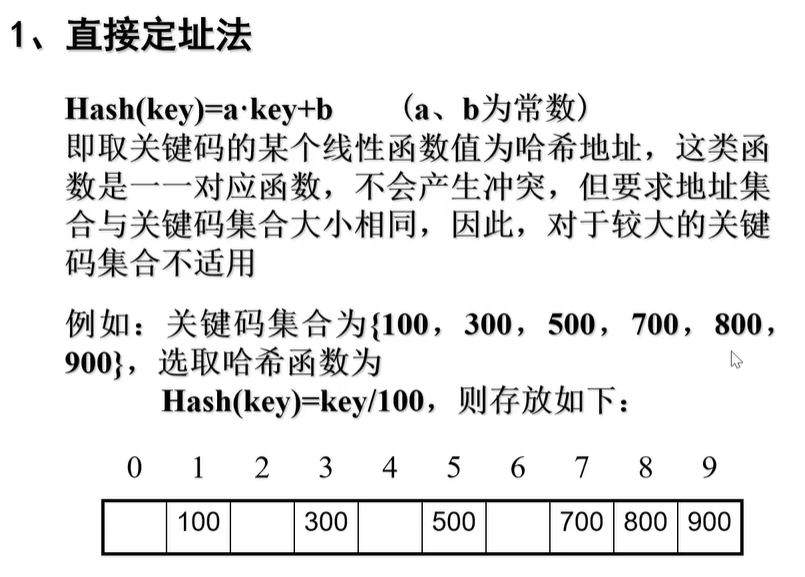 1、直接定址法
Hash(key)=a·key+b （a、b为常数）
即取关键码的某个线性函数值为哈希地址，这类函
数是一一对应函数，不会产生冲突，但要求地址集
合与关键码集合大小相同，因此，对于较大的关键
码集合不适用
例如：关键码集合为{100，300，500，700，800，
900}，选取哈希函数为
Hash(key)=key/100，则存放如下：
0 1 2 3 4 5 6 7 8 9
100 300 500 700 800 900